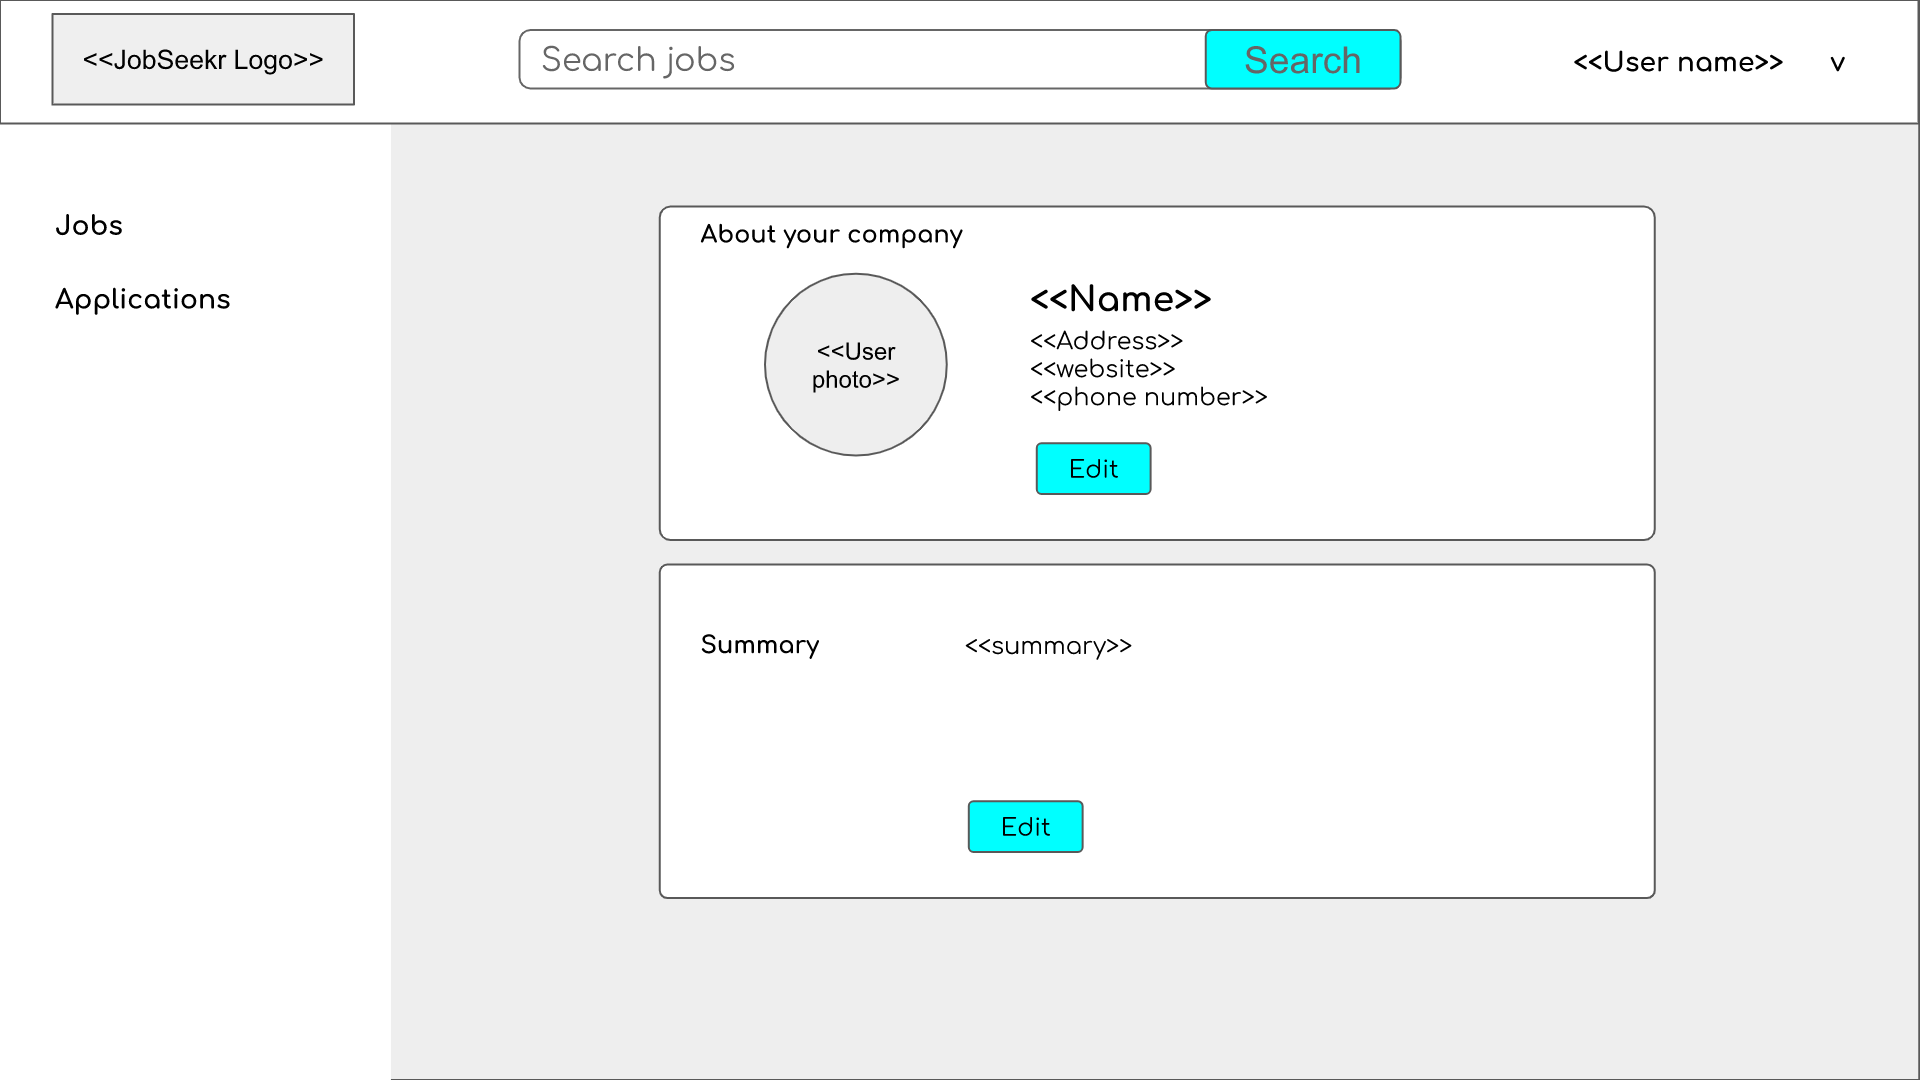 <<JobSeekr Logo>>
Search jobs
Search
<<User name>>
v
Jobs
Applications
About your company
<<User
photo>>
<<Name>>
<<Address>>
<<website>>
<<phone number>>
Edit
Summary
<<summary>>
Edit